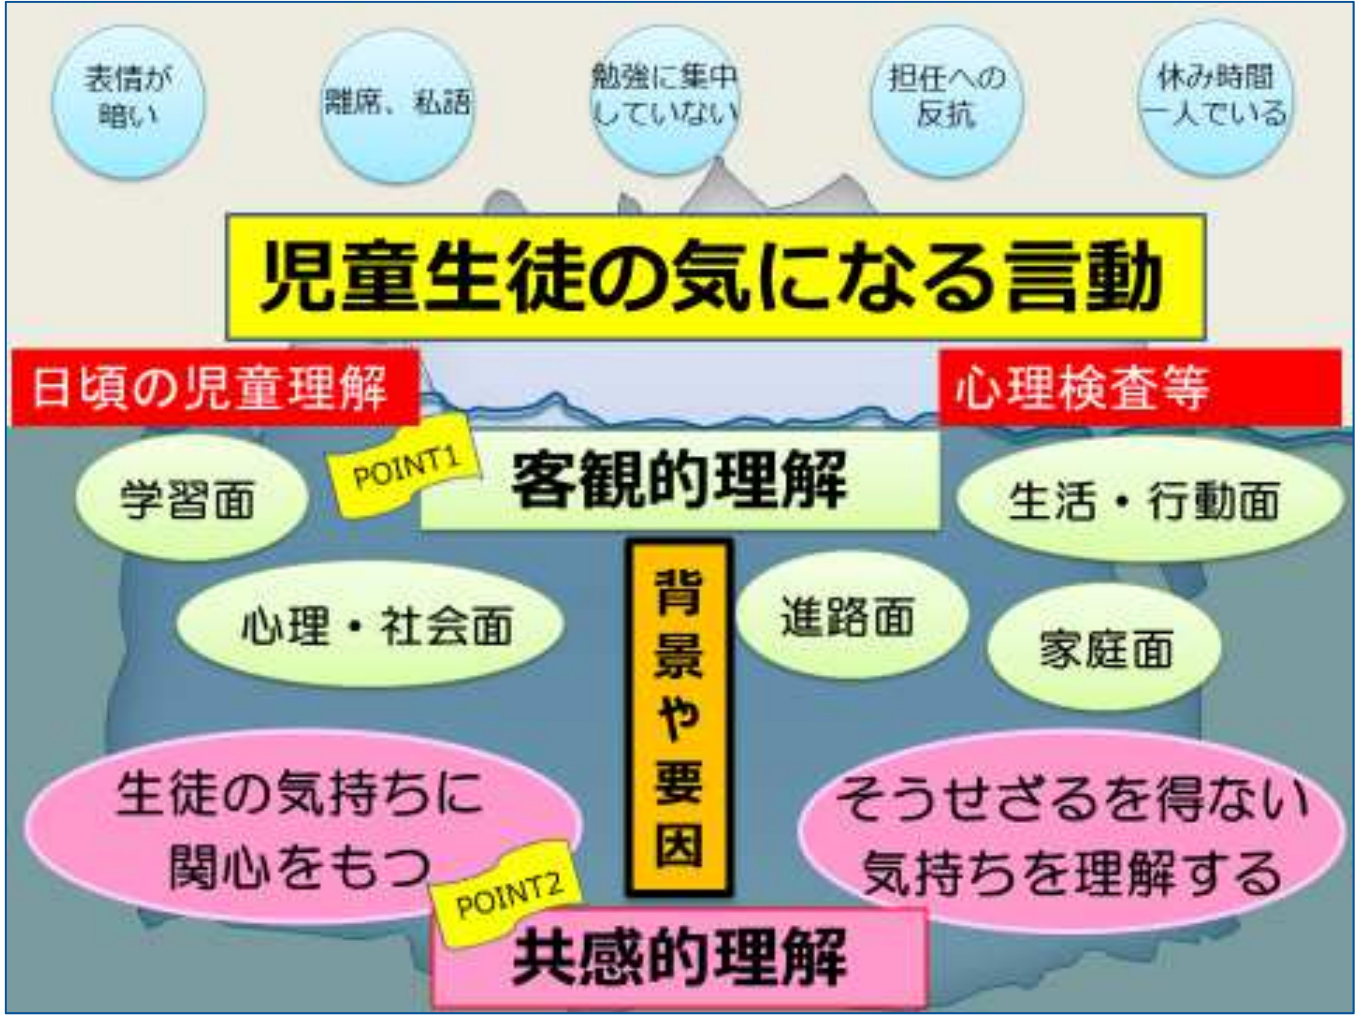 表情が
暗い
離席、私語
勉強に集中
していない
担任への
反抗
休み時間
一人でいる
児童生徒の気になる言動
日頃の児童理解
心理検査等
POINT1
客観的理解
学習面
生活・行動面
心理・社会面
背景や要因
進路面
家庭面
生徒の気持ちに
関心をもつ
そうせざるを得ない
気持ちを理解する
POINT2
共感的理解